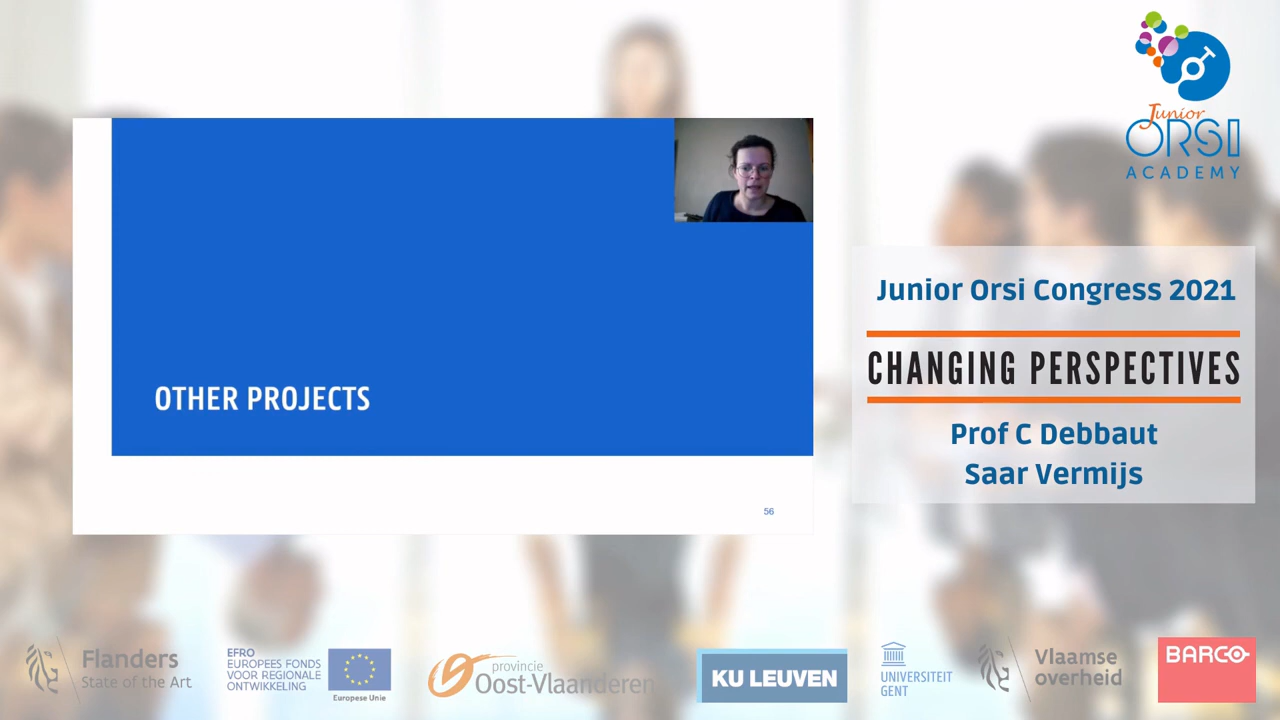 Junior
ORSI
ACADEMY
Junior Orsi Congress 2021
CHANGING PERSPECTIVES
Prof C Debbaut
Saar Vermijs
OTHER PROJECTS
56
Flanders
State of the Art
EFRO
EUROPEES FONDS
VOOR REGIONALE
ONTWIKKELING
Europese Unie
provincie
Oost-Vlaanderen
KU LEUVEN
UNIVERSITEIT
GENT
Vlaamse
overheid
BARCO